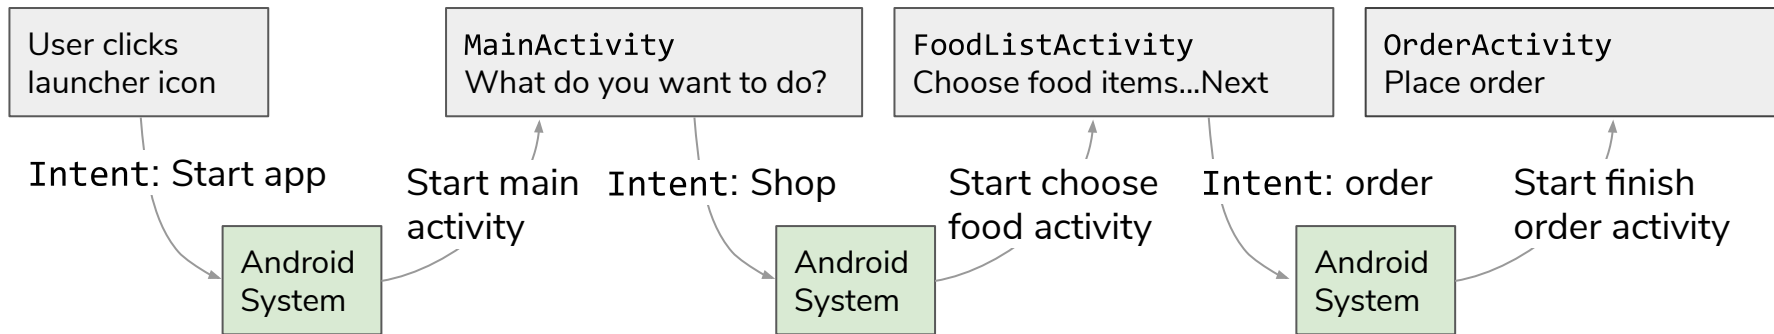 User clicks
launcher icon
MainActivity
What do you want to do?
FoodListActivity
Choose food items...Next
OrderActivity
Place order
Intent: Start app
Start main
activity
Intent: Shop
Start choose
food activity
Intent: order
Start finish
order activity
Android
System
Android
System
Android
System